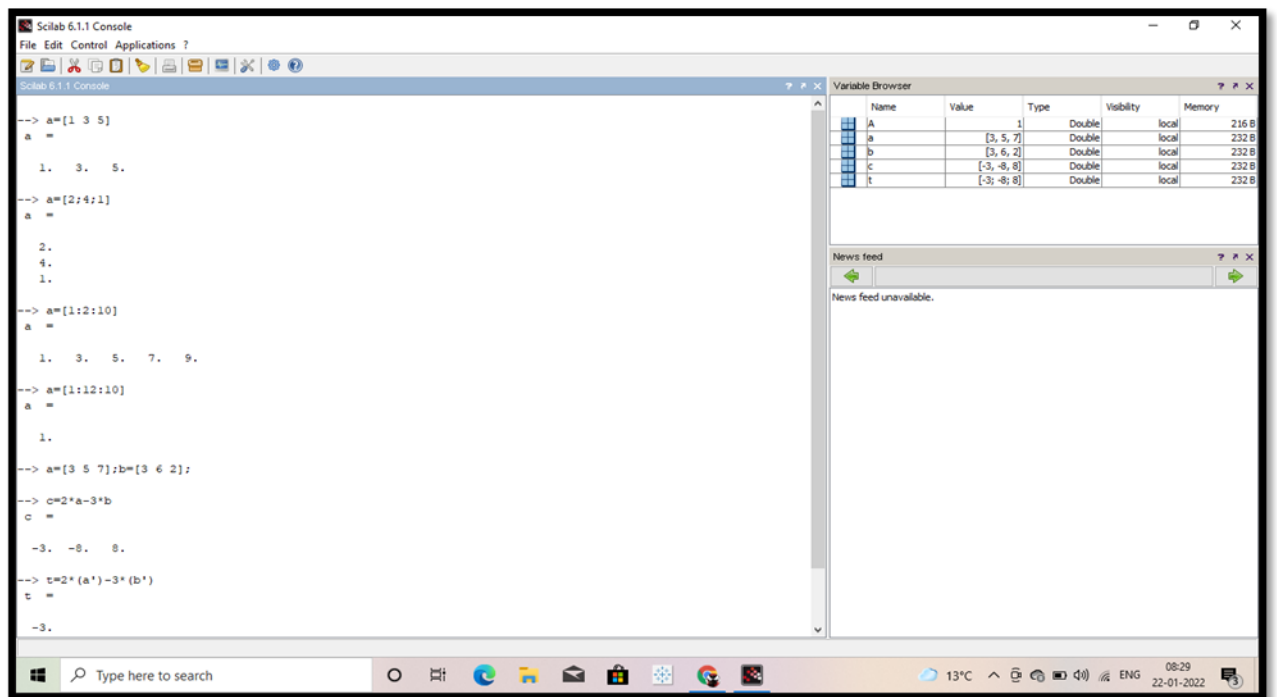 Scilab 6.1.1 Console
File Edit Control Applications ?
Scilab 6.1.1 Console
--> a=[1 3 5]
a  =
1.   3.   5.
--> a=[2;4;1]
a  =
2.
4.
1.
--> a=[1:2:10]
a  =
1.   3.   5.   7.   9.
--> a=[1:12:10]
a  =
1.
--> a=[3 5 7];b=[3 6 2];
--> c=2*a-3*b
c  =
-3.  -8.   8.
--> t=2*(a')-3*(b')
t  =
-3.
Variable Browser
Name Value Type Visibility Memory
A 1 Double local 216 B
a [3, 5, 7] Double local 232 B
b [3, 6, 2] Double local 232 B
c [-3, -8, 8] Double local 232 B
t [-3; -8; 8] Double local 232 B
News feed
News feed unavailable.
Type here to search
13°C
ENG
08:29
22-01-2022
3